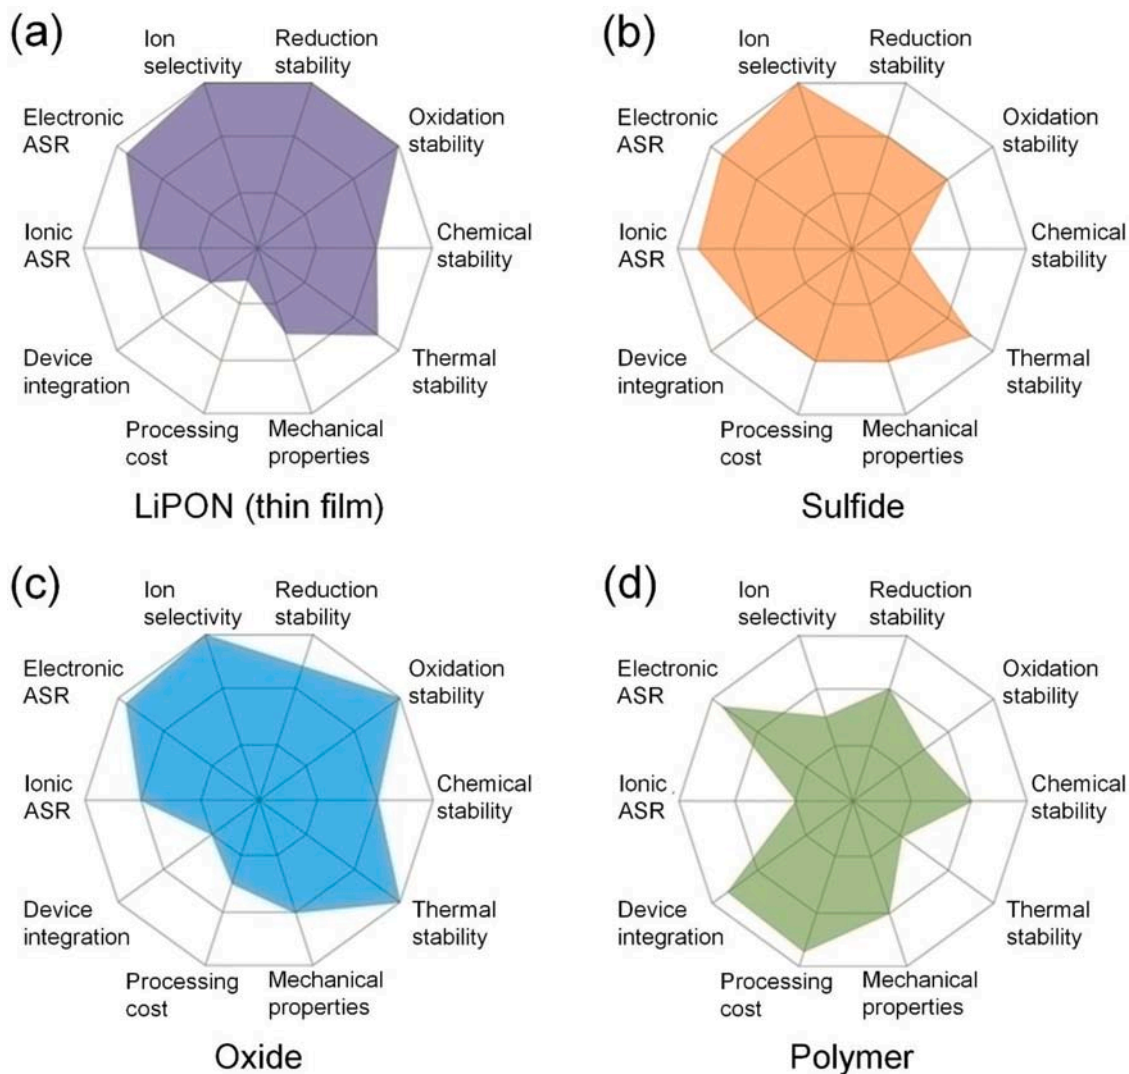 (a)
Ion
selectivity
Reduction
stability
Electronic
ASR
Oxidation
stability
Ionic
ASR
Chemical
stability
Device
integration
Thermal
stability
Processing
cost
Mechanical
properties
LiPON (thin film)
(b)
Ion
selectivity
Reduction
stability
Electronic
ASR
Oxidation
stability
Ionic
ASR
Chemical
stability
Device
integration
Thermal
stability
Processing
cost
Mechanical
properties
Sulfide
(c)
Ion
selectivity
Reduction
stability
Electronic
ASR
Oxidation
stability
Ionic
ASR
Chemical
stability
Device
integration
Thermal
stability
Processing
cost
Mechanical
properties
Oxide
(d)
Ion
selectivity
Reduction
stability
Electronic
ASR
Oxidation
stability
Ionic
ASR
Chemical
stability
Device
integration
Thermal
stability
Processing
cost
Mechanical
properties
Polymer